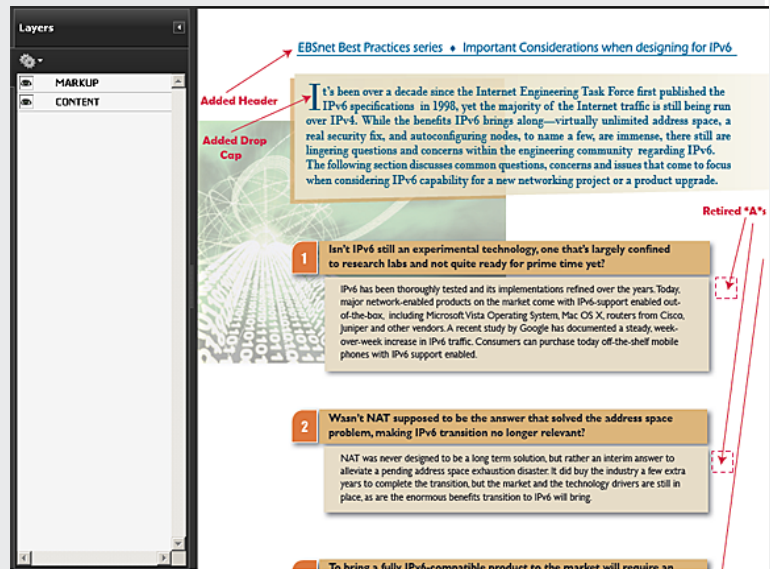 Layers
MARKUP
CONTENT
EBSnet Best Practices series ♦ Important Considerations when designing for IPv6
Added Header
Added Drop
Cap
It's been over a decade since the Internet Engineering Task Force first published the
IPv6 specifications in 1998, yet the majority of the Internet traffic is still being run
over IPv4. While the benefits IPv6 brings along—virtually unlimited address space, a
real security fix, and autoconfiguring nodes, to name a few, are immense, there still are
lingering questions and concerns within the engineering community regarding IPv6.
The following section discusses common questions, concerns and issues that come to focus
when considering IPv6 capability for a new networking project or a product upgrade.
Retired "A"s
1 Isn't IPv6 still an experimental technology, one that's largely confined
to research labs and not quite ready for prime time yet?
IPv6 has been thoroughly tested and its implementations refined over the years. Today,
major network-enabled products on the market come with IPv6-support enabled out-
of-the-box, including Microsoft Vista Operating System, Mac OS X, routers from Cisco,
Juniper and other vendors. A recent study by Google has documented a steady, week-
over-week increase in IPv6 traffic. Consumers can purchase today off-the-shelf mobile
phones with IPv6 support enabled.
2 Wasn't NAT supposed to be the answer that solved the address space
problem, making IPv6 transition no longer relevant?
NAT was never designed to be a long term solution, but rather an interim answer to
alleviate a pending address space exhaustion disaster. It did buy the industry a few extra
years to complete the transition, but the market and the technology drivers are still in
place, as are the enormous benefits transition to IPv6 will bring.
To bring a fully IPv6-compatible product to the market will require an